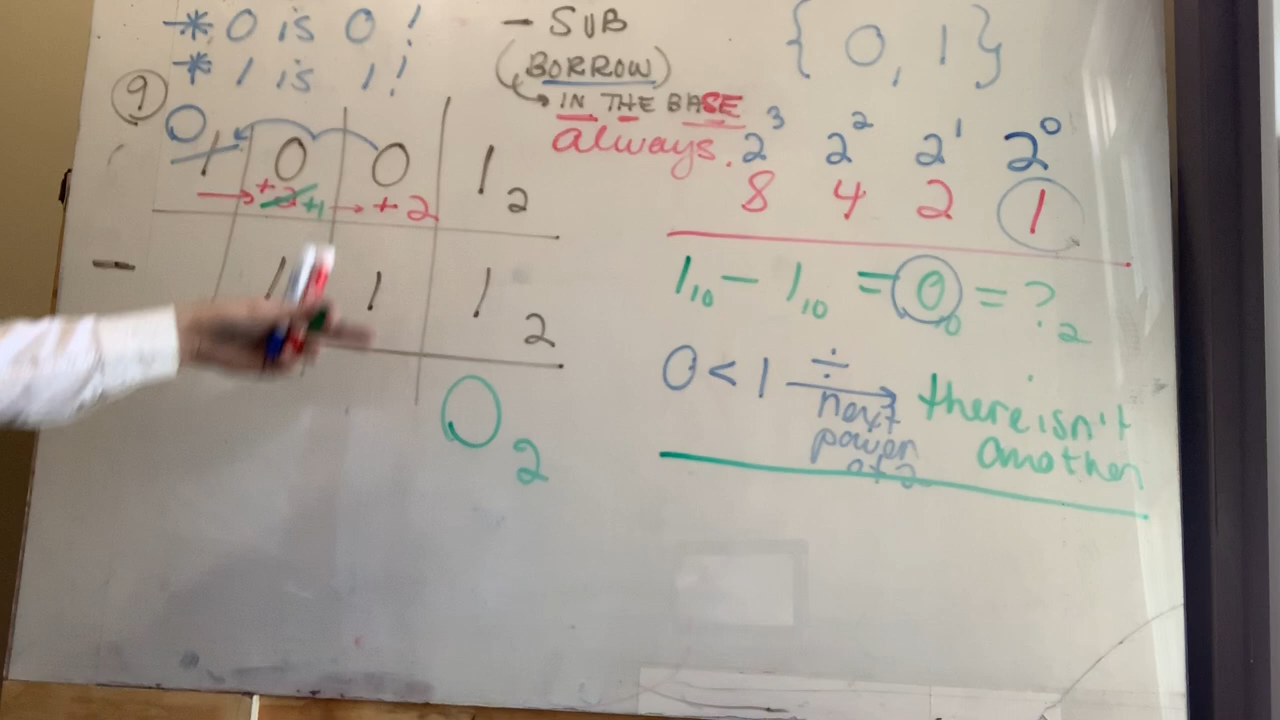 * 0 is 0!
* 1 is 1!
- SUB
(BORROW)
IN THE BASE
always.
{0, 1}
2³ 2² 2¹ 2⁰
8 4 2 1
9
0
1 0 0 1₂
+2 +1 → +2
- 1 1 1₂
0₂
1₁₀ - 1₁₀ = 0₁₀ = ?₂
0 < 1 ÷ next power of 2 → there isn't another